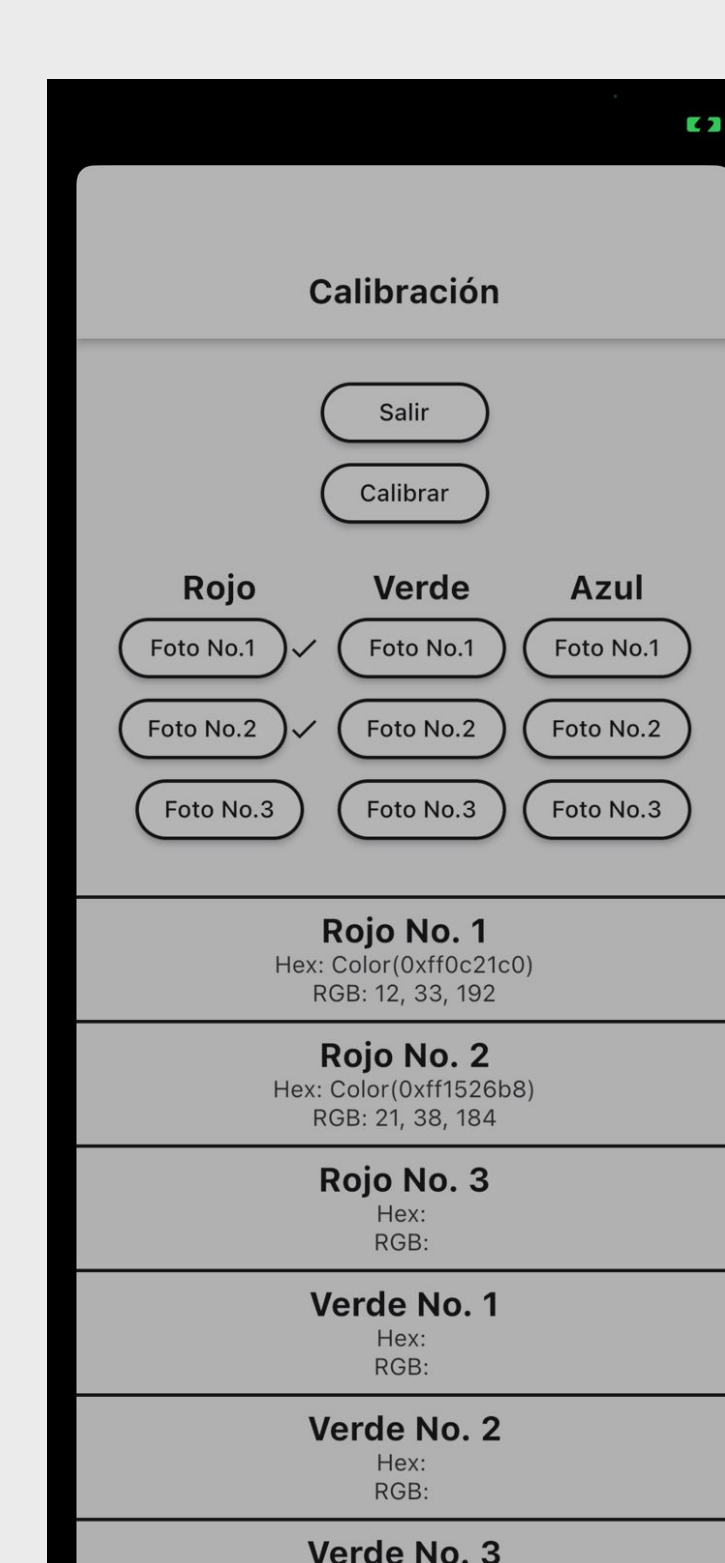 Calibración
Salir
Calibrar
Rojo Verde Azul
Foto No.1 Foto No.1 Foto No.1
Foto No.2 Foto No.2 Foto No.2
Foto No.3 Foto No.3 Foto No.3
Rojo No. 1
Hex: Color(0xff0c21c0)
RGB: 12, 33, 192
Rojo No. 2
Hex: Color(0xff1526b8)
RGB: 21, 38, 184
Rojo No. 3
Hex:
RGB:
Verde No. 1
Hex:
RGB:
Verde No. 2
Hex:
RGB:
Verde No. 3